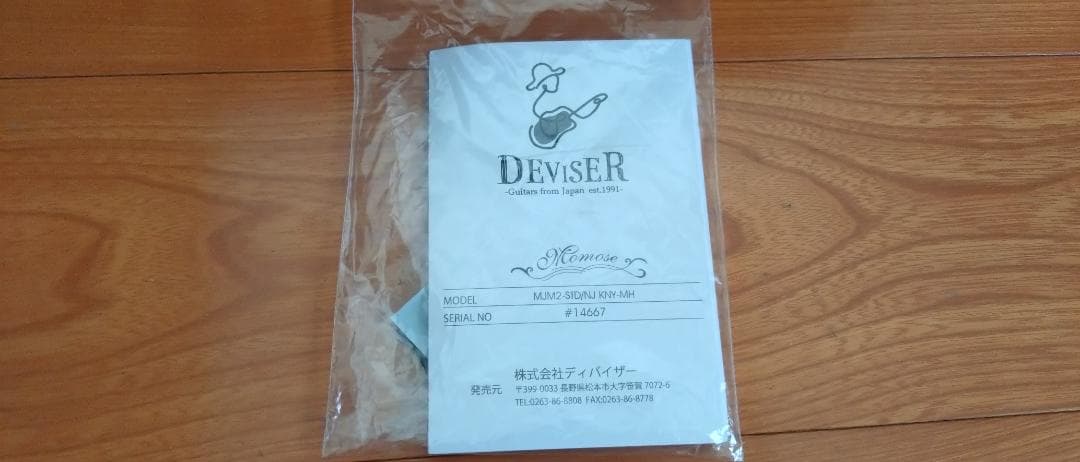 DEVISER
-Guitars from Japan est.1991-
Momose
MODEL MJM2-STD/NJ KNY-MH
SERIAL NO #14667
株式会社ディバイザー
発売元 〒399-0033 長野県松本市大字笹賀 7072-6
TEL:0263-86-8808 FAX:0263-86-8778